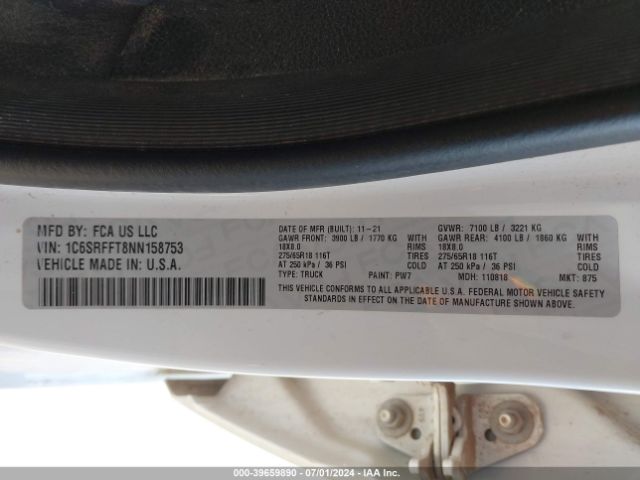 MFD BY: FCA US LLC
VIN: 1C6SRFFT8NN158753
VEHICLE MADE IN: U.S.A.
DATE OF MFR (BUILT): 11-21 GVWR: 7100 LB / 3221 KG
GAWR FRONT: 3900 LB / 1770 KG WITH GAWR REAR: 4100 LB / 1860 KG WITH
18X8.0 RIMS 18X8.0 RIMS
275/65R18 116T TIRES 275/65R18 116T TIRES
AT 250 kPa / 36 PSI COLD AT 250 kPa / 36 PSI COLD
TYPE: TRUCK PAINT: PW7 MDH: 110818 MKT: 875
THIS VEHICLE CONFORMS TO ALL APPLICABLE U.S.A. FEDERAL MOTOR VEHICLE SAFETY
STANDARDS IN EFFECT ON THE DATE OF MANUFACTURE SHOWN ABOVE.
000-39659890 - 07/01/2024 - IAA Inc.